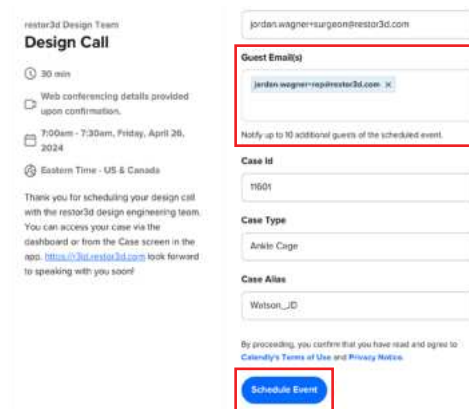 restor3d Design Team
Design Call
30 min
Web conferencing details provided
upon confirmation.
7:00am - 7:30am, Friday, April 26,
2024
Eastern Time - US & Canada
Thank you for scheduling your design call
with the restor3d design engineering team.
You can access your case via the
dashboard or from the Case screen in the
app. https://r3id.restor3d.com look forward
to speaking with you soon!
jordan.wagner+surgeon@restor3d.com
Guest Email(s)
jordan.wagner+rep@restor3d.com ×
Notify up to 10 additional guests of the scheduled event.
Case Id
11601
Case Type
Ankle Cage
Case Alias
Watson_JD
By proceeding, you confirm that you have read and agree to
Calendly's Terms of Use and Privacy Notice.
Schedule Event